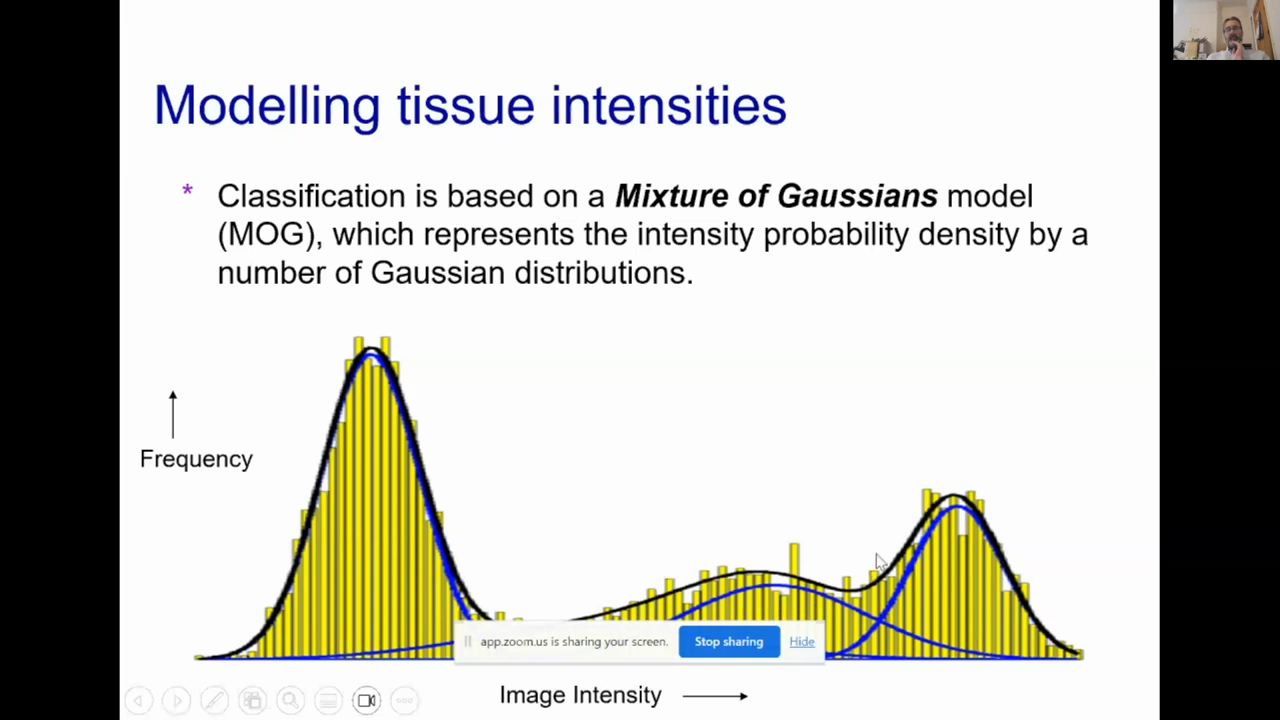 Modelling tissue intensities
* Classification is based on a Mixture of Gaussians model
(MOG), which represents the intensity probability density by a
number of Gaussian distributions.
Frequency
app.zoom.us is sharing your screen. Stop sharing Hide
Image Intensity